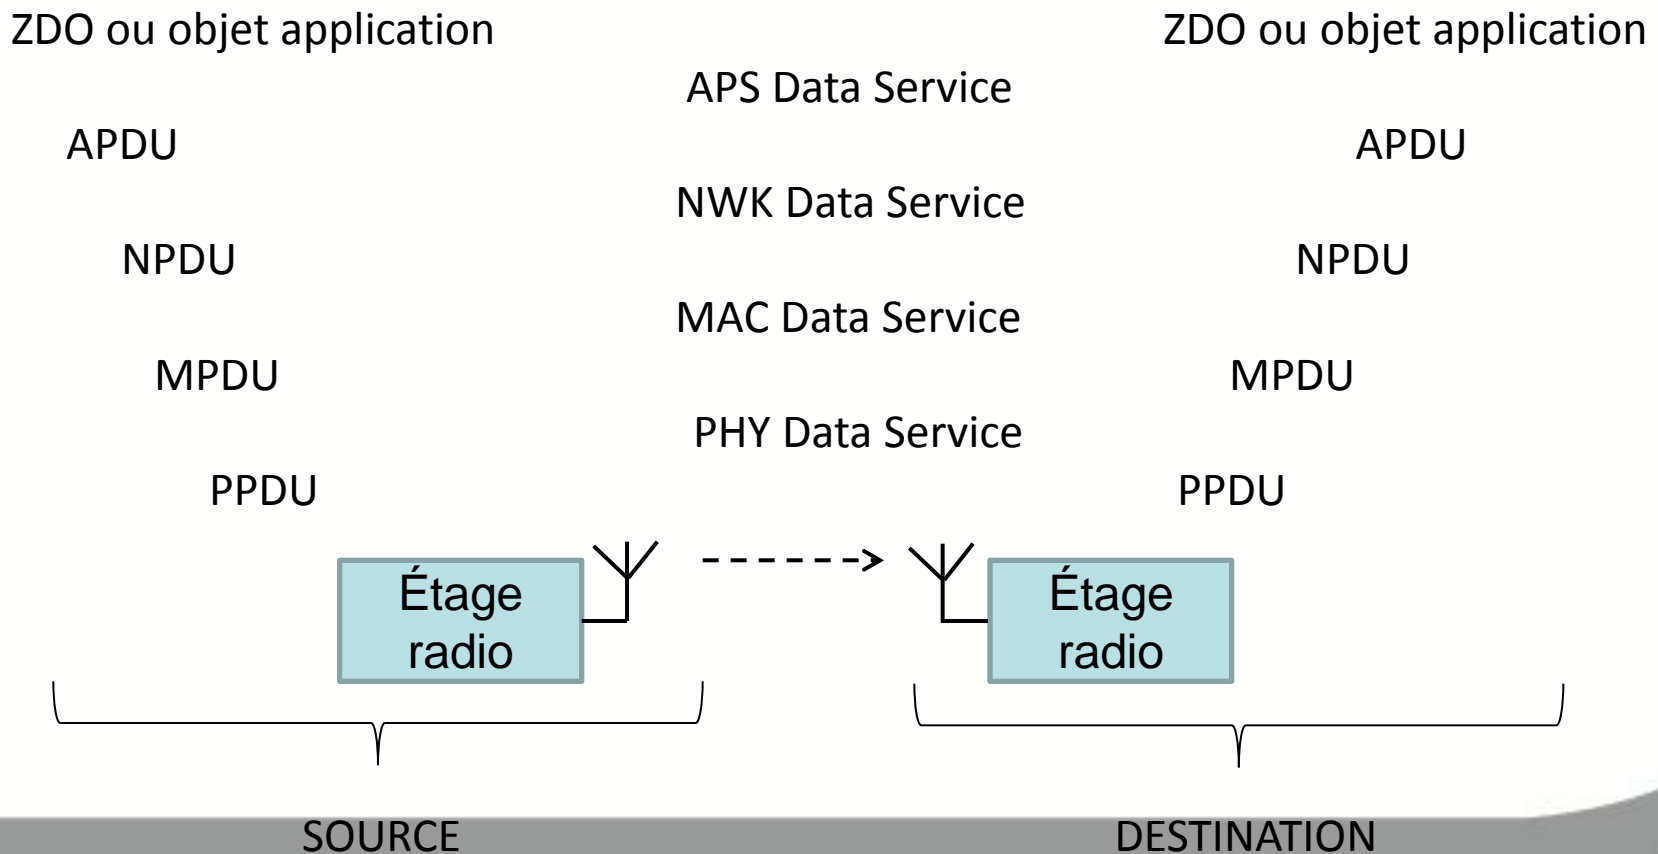 ZDO ou objet application ZDO ou objet application
APS Data Service
APDU APDU
NWK Data Service
NPDU NPDU
MAC Data Service
MPDU MPDU
PHY Data Service
PPDU PPDU
Étage Étage
radio radio
SOURCE DESTINATION